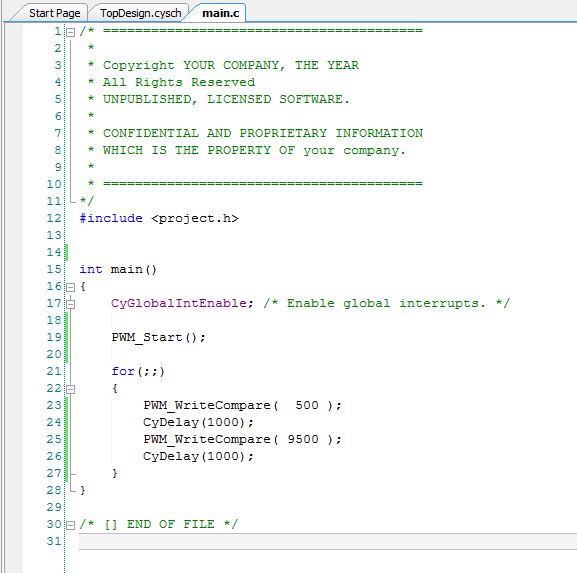 Start Page TopDesign.cysch main.c
1 /* ========================================
2  *
3  * Copyright YOUR COMPANY, THE YEAR
4  * All Rights Reserved
5  * UNPUBLISHED, LICENSED SOFTWARE.
6  *
7  * CONFIDENTIAL AND PROPRIETARY INFORMATION
8  * WHICH IS THE PROPERTY OF your company.
9  *
10  * ========================================
11 */
12 #include <project.h>
13
14
15 int main()
16 {
17     CyGlobalIntEnable; /* Enable global interrupts. */
18
19     PWM_Start();
20
21     for(;;)
22     {
23         PWM_WriteCompare(  500 );
24         CyDelay(1000);
25         PWM_WriteCompare( 9500 );
26         CyDelay(1000);
27     }
28 }
29
30 /* [] END OF FILE */
31